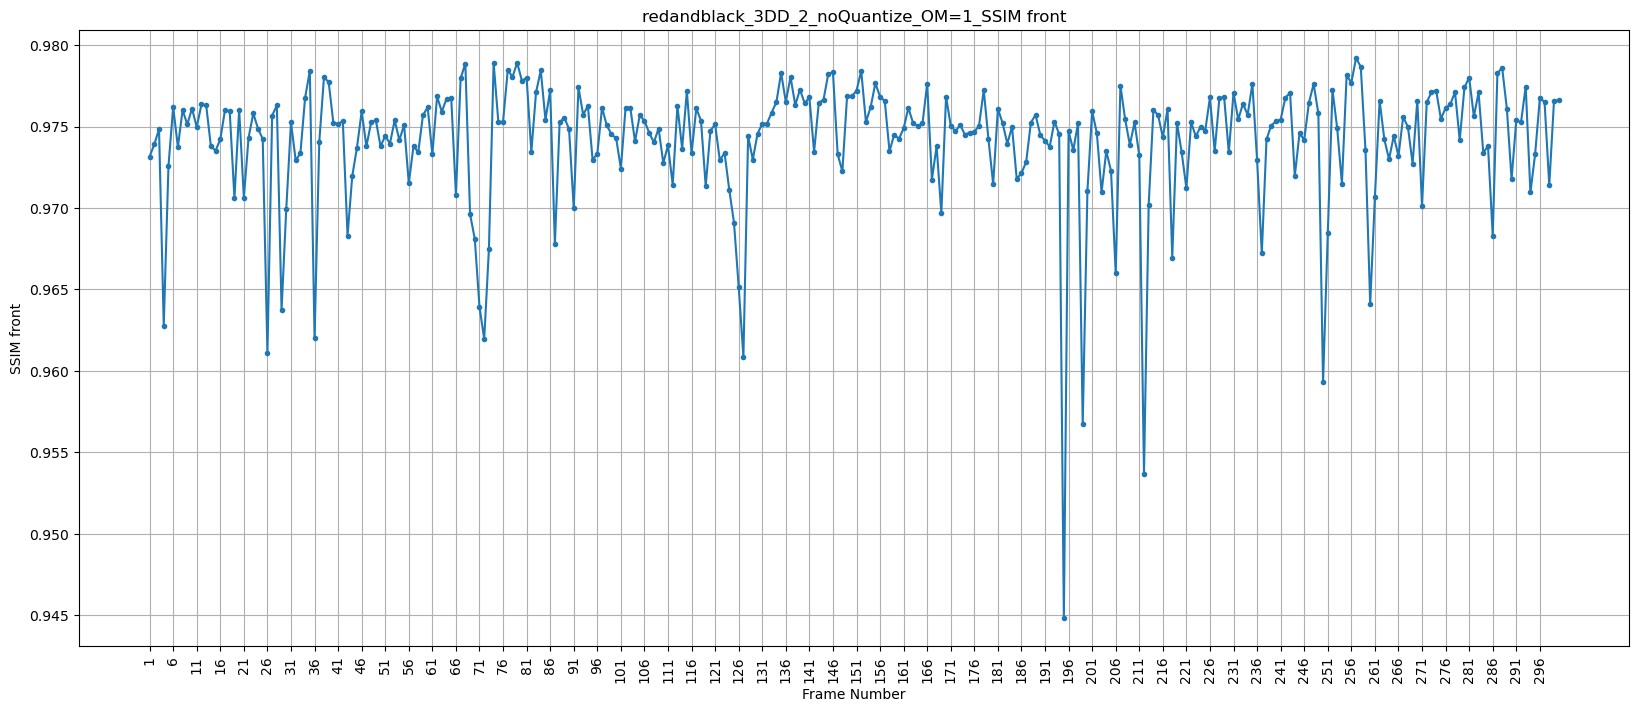 redandblack_3DD_2_noQuantize_OM=1_SSIM front
SSIM front
0.980
0.975
0.970
0.965
0.960
0.955
0.950
0.945
1 6 11 16 21 26 31 36 41 46 51 56 61 66 71 76 81 86 91 96 101 106 111 116 121 126 131 136 141 146 151 156 161 166 171 176 181 186 191 196 201 206 211 216 221 226 231 236 241 246 251 256 261 266 271 276 281 286 291 296
Frame Number